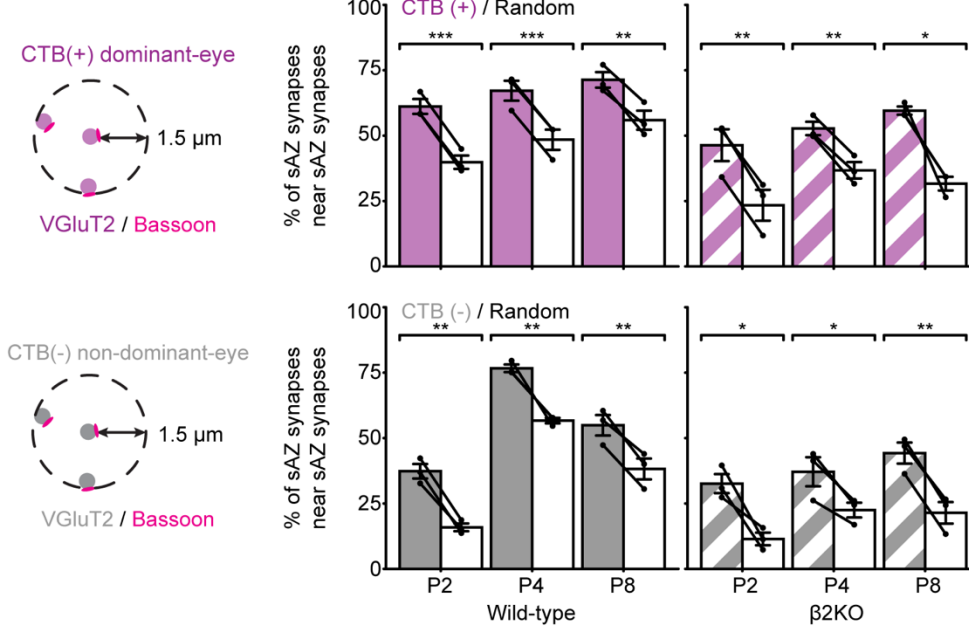 CTB(+) dominant-eye
1.5 µm
VGluT2 / Bassoon
CTB (+) / Random
% of sAZ synapses
near sAZ synapses
100
75
50
25
0
*** *** **
** ** *
CTB(-) non-dominant-eye
1.5 µm
VGluT2 / Bassoon
CTB (-) / Random
% of sAZ synapses
near sAZ synapses
100
75
50
25
0
** ** **
* * **
P2 P4 P8 P2 P4 P8
Wild-type β2KO